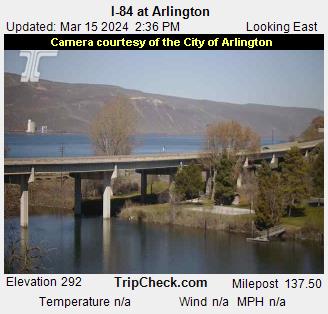 I-84 at Arlington
Updated: Mar 15 2024 2:36 PM Looking East
Camera courtesy of the City of Arlington
Elevation 292 TripCheck.com Milepost 137.50
Temperature n/a Wind n/a MPH n/a